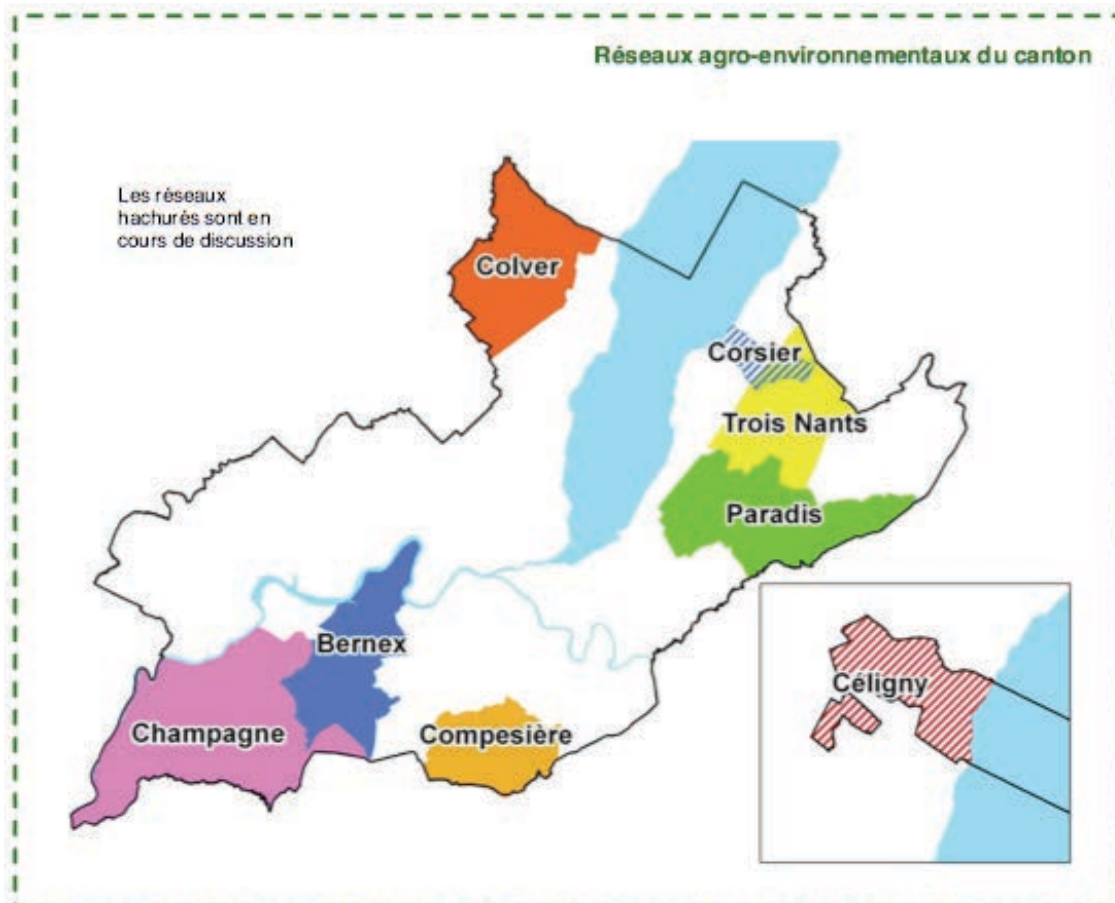 Réseaux agro-environnementaux du canton
Les réseaux
hachurés sont en
cours de discussion
Colver
Corsier
Trois Nants
Paradis
Bernex
Céligny
Champagne
Compesière